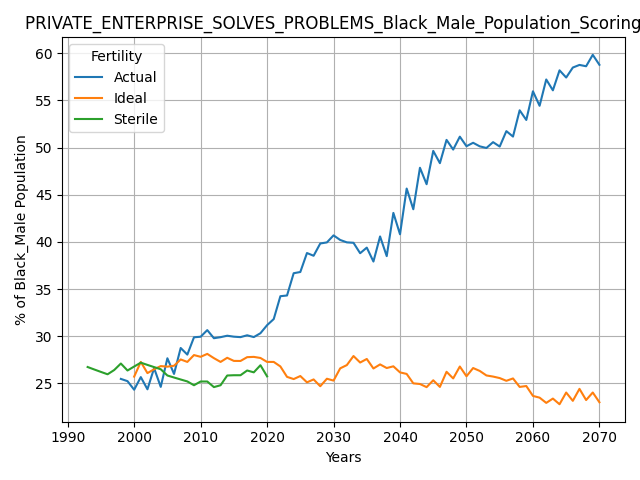 PRIVATE_ENTERPRISE_SOLVES_PROBLEMS_Black_Male_Population_Scoring
60
55
50
45
40
35
30
25
% of Black_Male Population
Fertility
Actual
Ideal
Sterile
1990 2000 2010 2020 2030 2040 2050 2060 2070
Years